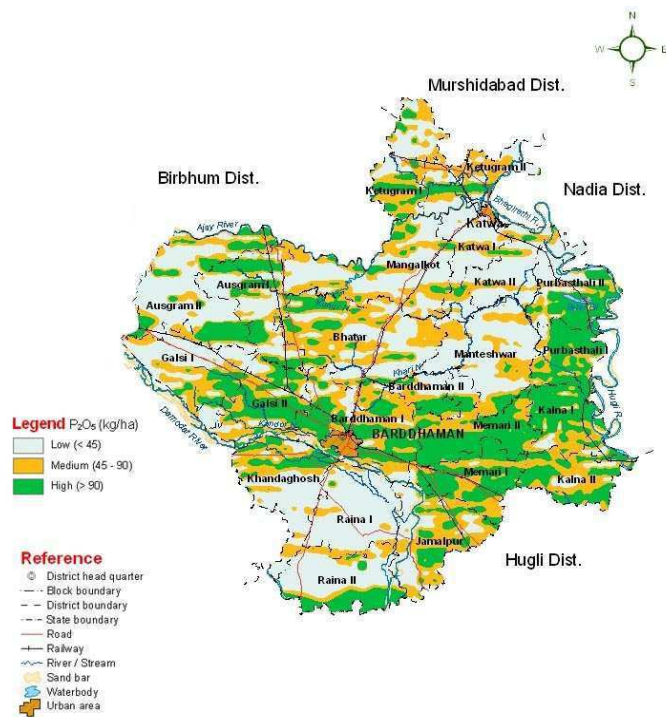 N
W E
S
Murshidabad Dist.
Birbhum Dist.
Ketugram II
Ketugram I
Nadia Dist.
Bhagirathi R.
Ajay River
Katwa
Katwa I
Mangalkot
Ausgram I
Katwa II
Purbasthali II
Ausgram II
Bhatar
Galsi I
Khari N.
Manteshwar
Purbasthali I
Barddhaman II
Galsi II
Kalna I
Hugli R.
Legend P₂O₅ (kg/ha)
Low (< 45)
Medium (45 - 90)
High (> 90)
Damodar River
Barddhaman I
Memari II
BARDDHAMAN
Khandaghosh
Memari I
Kalna II
Raina I
Jamalpur
Hugli Dist.
Raina II
Reference
District head quarter
Block boundary
District boundary
State boundary
Road
Railway
River / Stream
Sand bar
Waterbody
Urban area